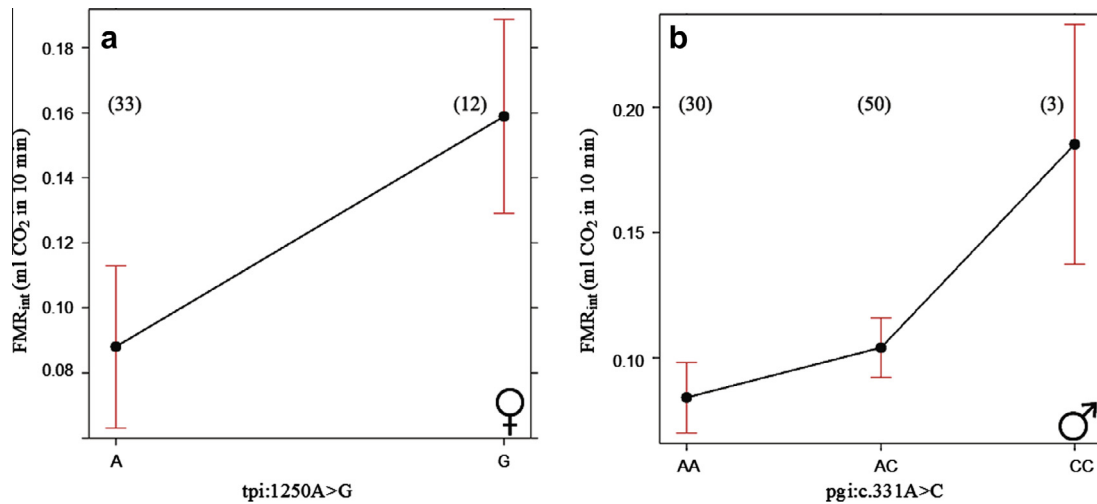 a
0.18
0.16
0.14
0.12
0.10
0.08
(33)
(12)
FMRint (ml CO2 in 10 min)
♀
A
G
tpi:1250A>G
b
0.20
0.15
0.10
(30)
(50)
(3)
FMRint (ml CO2 in 10 min)
♂
AA
AC
CC
pgi:c.331A>C